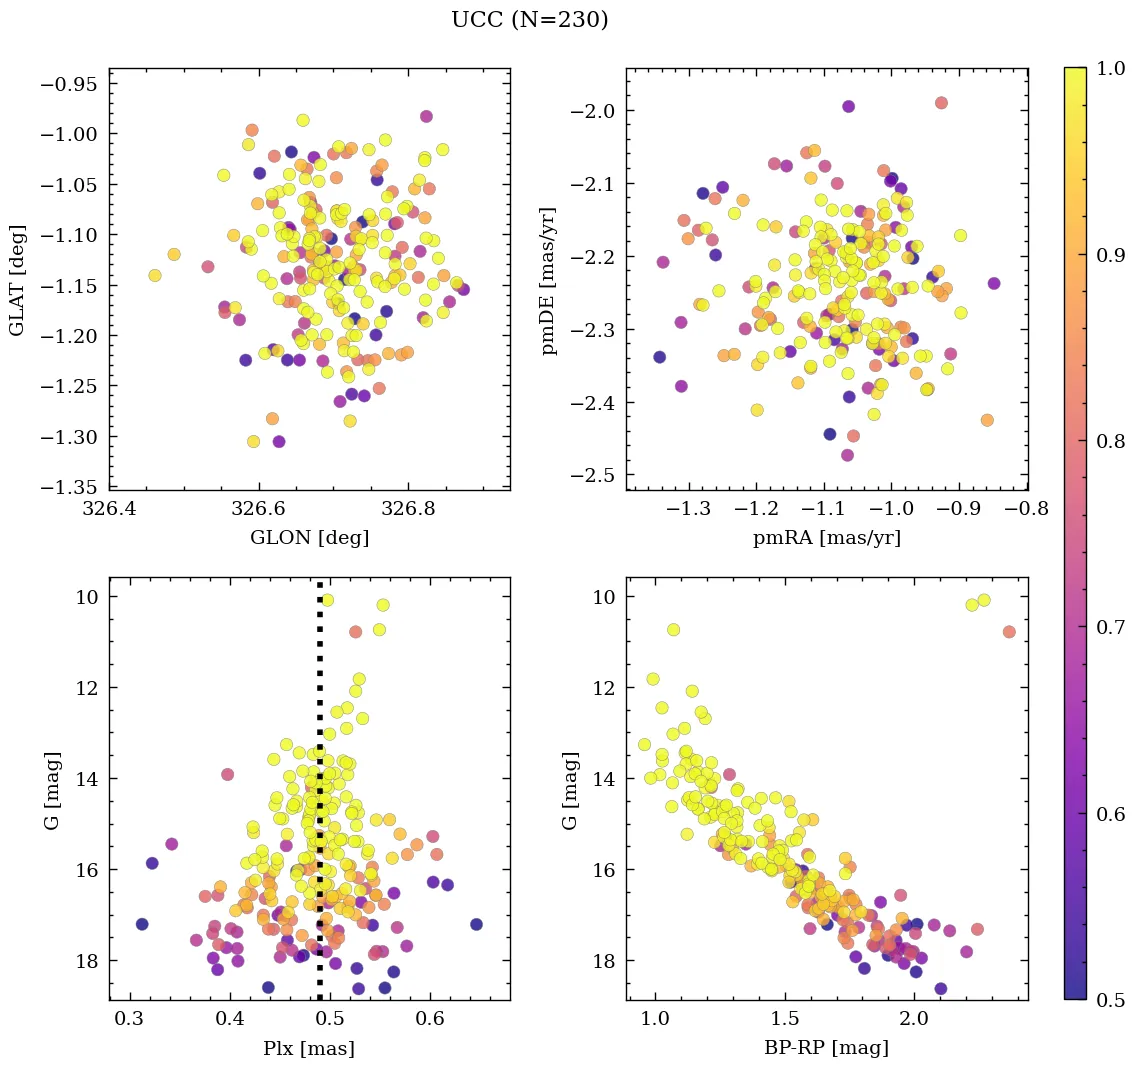 UCC (N=230)
−0.95
−1.00
−1.05
−1.10
−1.15
−1.20
−1.25
−1.30
−1.35
GLAT [deg]
326.4 326.6 326.8
GLON [deg]
−2.0
−2.1
−2.2
−2.3
−2.4
−2.5
pmDE [mas/yr]
−1.3 −1.2 −1.1 −1.0 −0.9 −0.8
pmRA [mas/yr]
10
12
14
16
18
G [mag]
0.3 0.4 0.5 0.6
Plx [mas]
10
12
14
16
18
G [mag]
1.0 1.5 2.0
BP-RP [mag]
1.0
0.9
0.8
0.7
0.6
0.5